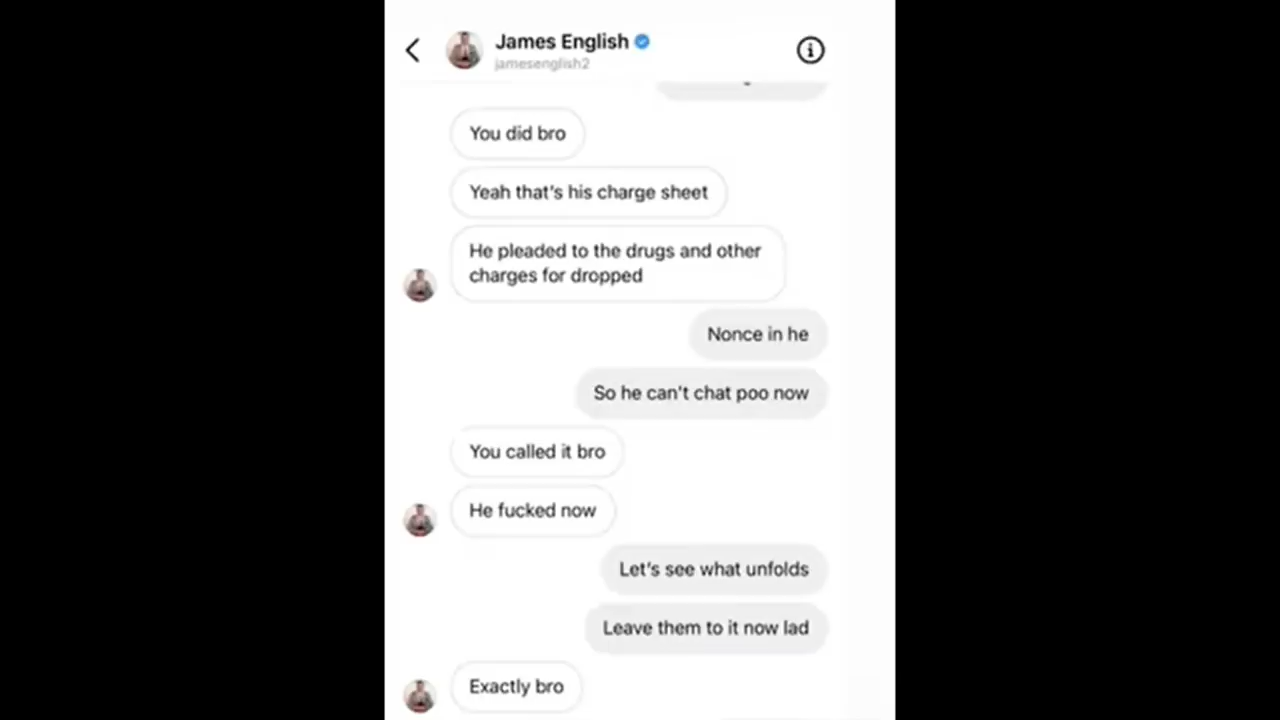 James English
jamesenglish2
You did bro
Yeah that's his charge sheet
He pleaded to the drugs and other
charges for dropped
Nonce in he
So he can't chat poo now
You called it bro
He fucked now
Let's see what unfolds
Leave them to it now lad
Exactly bro